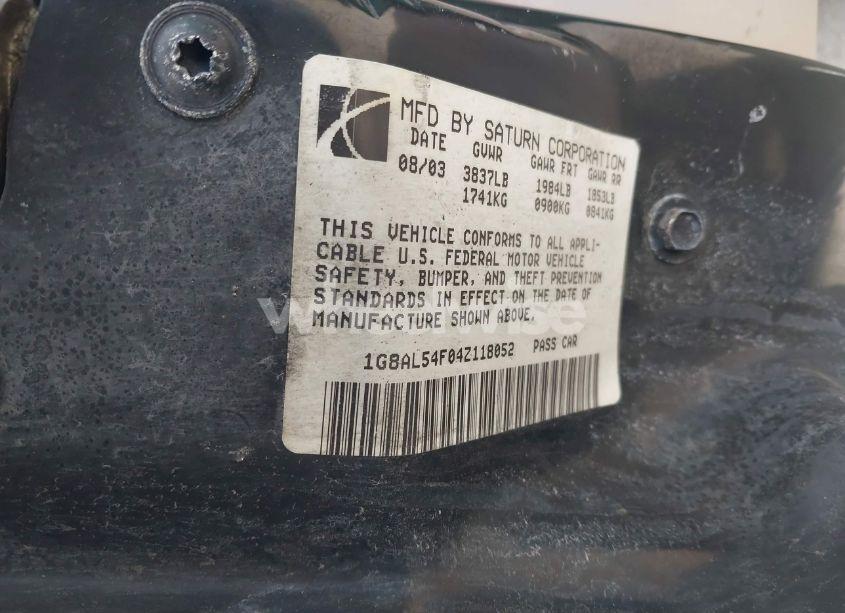 MFD BY SATURN CORPORATION
DATE GVWR GAWR FRT GAWR RR
08/03 3837LB 1984LB 1853LB
1741KG 0900KG 0841KG
THIS VEHICLE CONFORMS TO ALL APPLI-
CABLE U.S. FEDERAL MOTOR VEHICLE
SAFETY, BUMPER, AND THEFT PREVENTION
STANDARDS IN EFFECT ON THE DATE OF
MANUFACTURE SHOWN ABOVE.
1G8AL54F04Z118052 PASS CAR